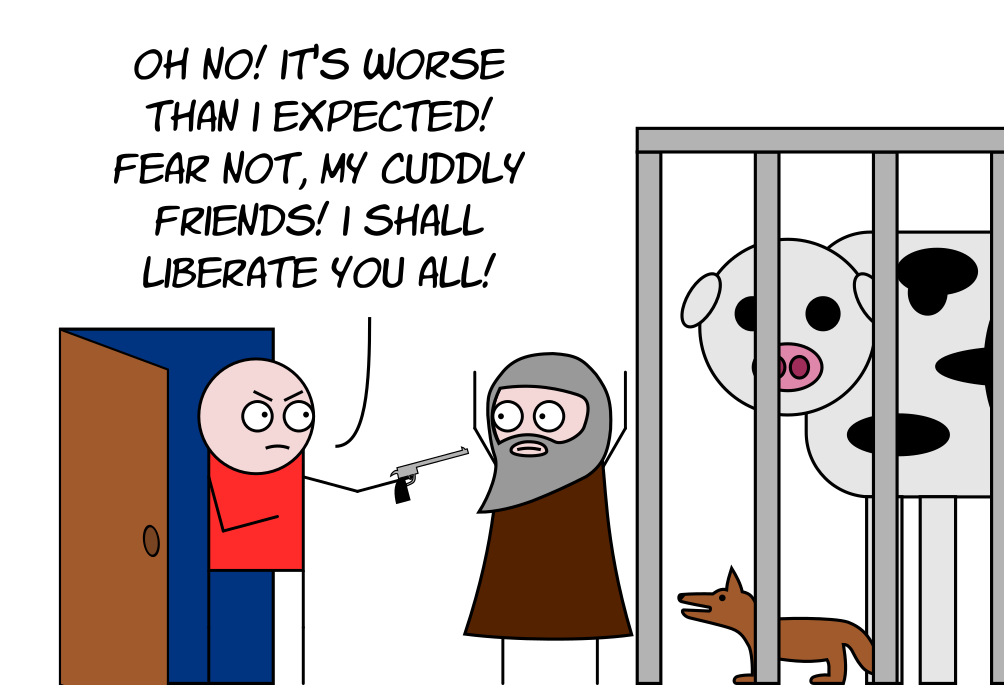 OH NO! IT'S WORSE
THAN I EXPECTED!
FEAR NOT, MY CUDDLY
FRIENDS! I SHALL
LIBERATE YOU ALL!